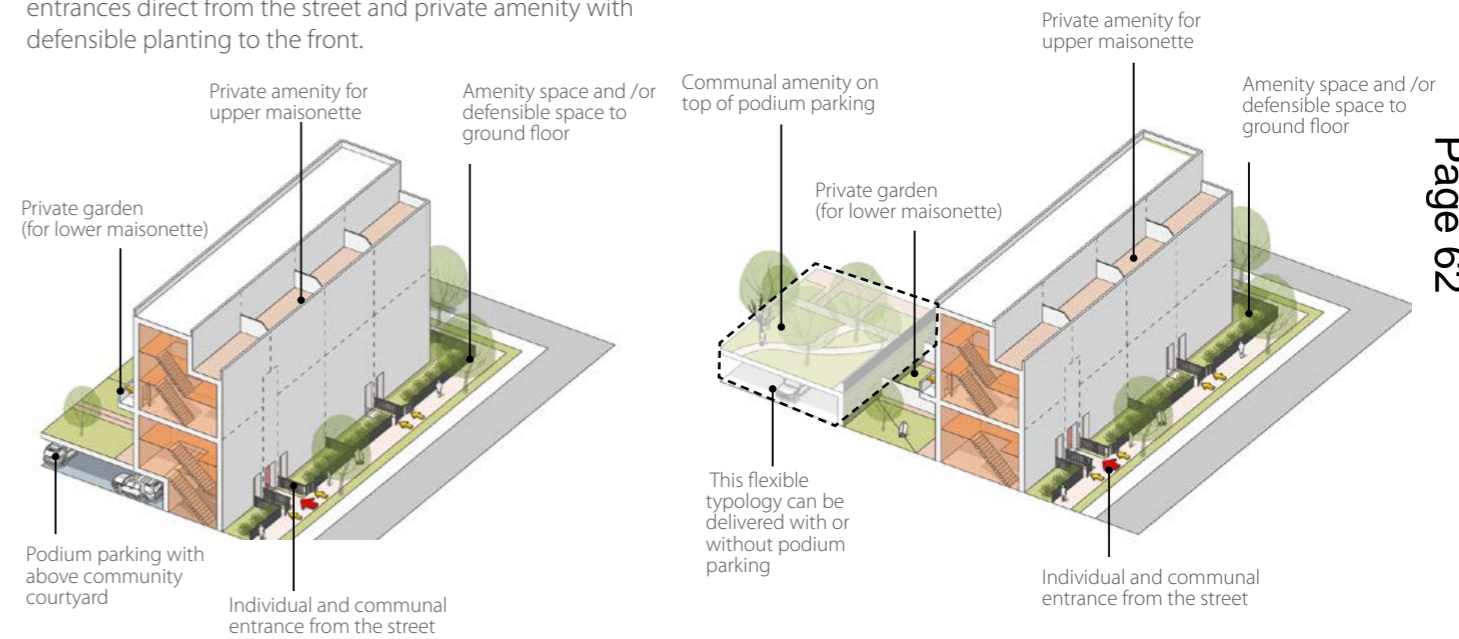 entrances direct from the street and private amenity with
defensible planting to the front.
Private amenity for
upper maisonette
Amenity space and /or
defensible space to
ground floor
Private garden
(for lower maisonette)
Podium parking with
above community
courtyard
Individual and communal
entrance from the street
Communal amenity on
top of podium parking
Private amenity for
upper maisonette
Amenity space and /or
defensible space to
ground floor
Private garden
(for lower maisonette)
This flexible
typology can be
delivered with or
without podium
parking
Individual and communal
entrance from the street
Page 62